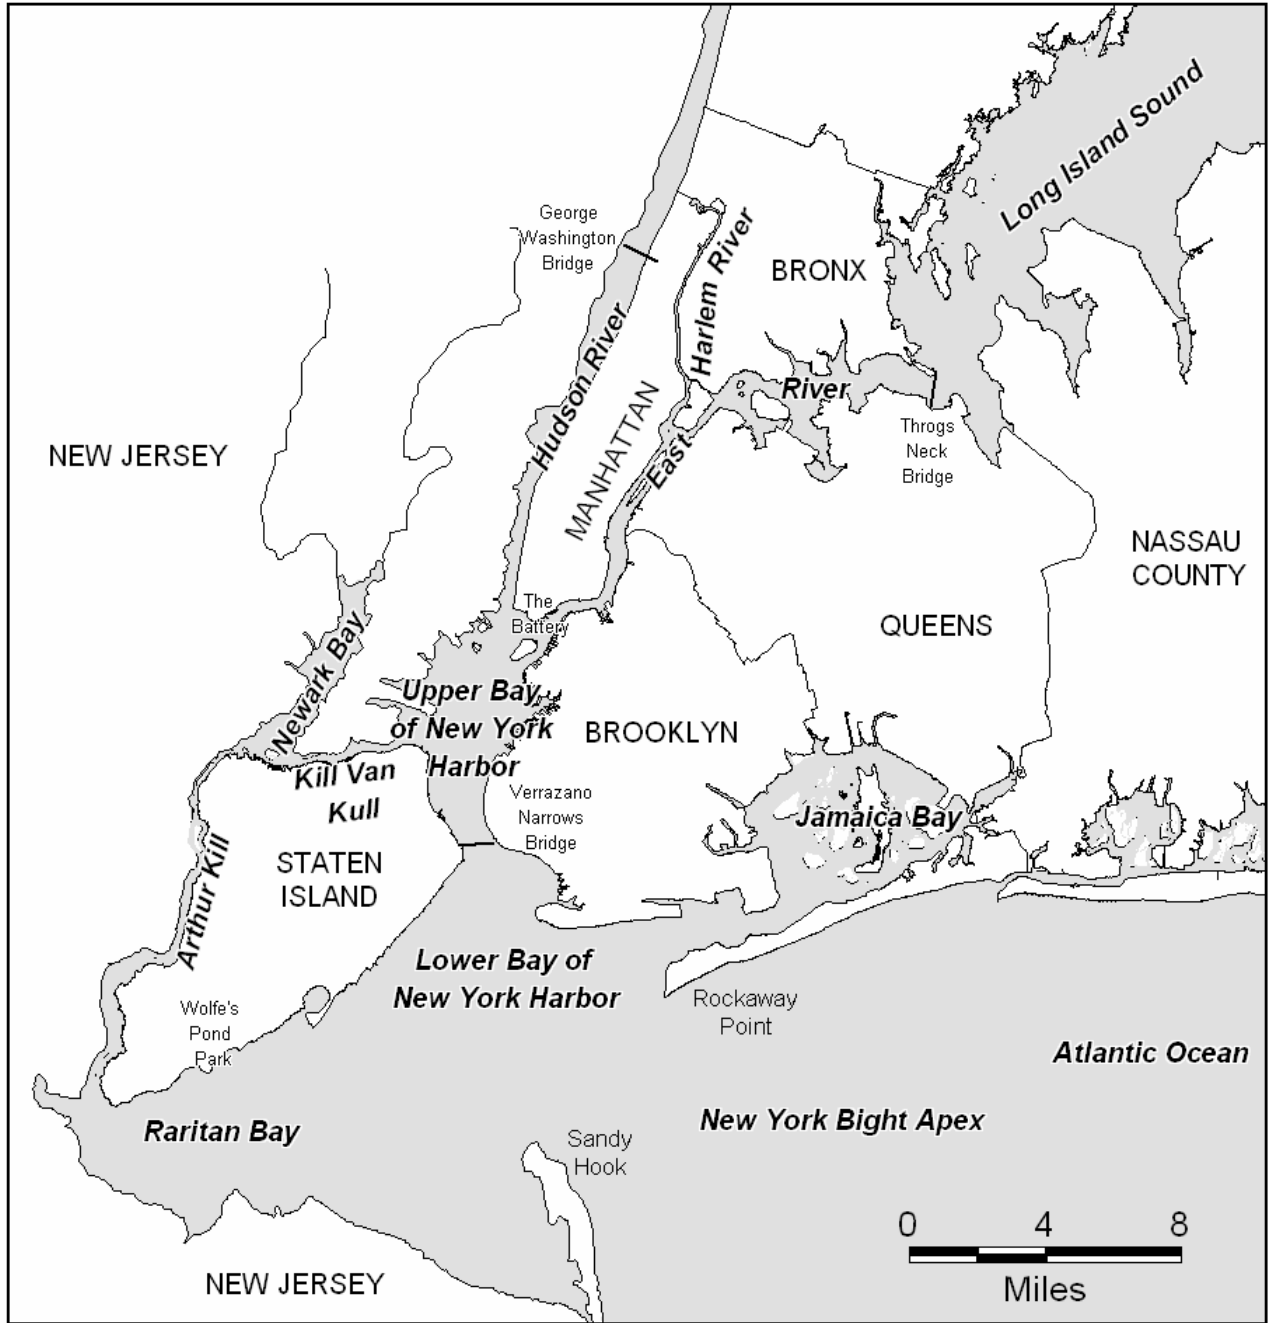 Long Island Sound
George
Washington
Bridge
Harlem River
BRONX
Hudson River
River
MANHATTAN
East
Throgs
Neck
Bridge
NEW JERSEY
NASSAU
COUNTY
The
Battery
QUEENS
Newark Bay
Upper Bay
of New York
Harbor
BROOKLYN
Kill Van
Kull
Verrazano
Narrows
Bridge
Jamaica Bay
Arthur Kill
STATEN
ISLAND
Lower Bay of
New York Harbor
Rockaway
Point
Wolfe's
Pond
Park
Atlantic Ocean
Raritan Bay
New York Bight Apex
Sandy
Hook
0 4 8
Miles
NEW JERSEY